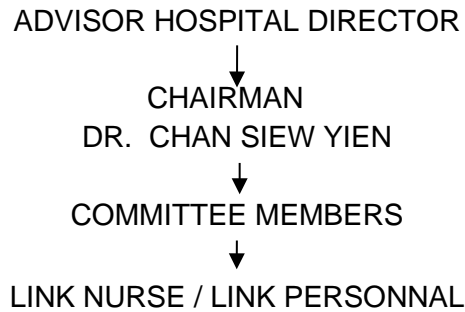 ADVISOR HOSPITAL DIRECTOR
CHAIRMAN
DR. CHAN SIEW YIEN
COMMITTEE MEMBERS
LINK NURSE / LINK PERSONNAL